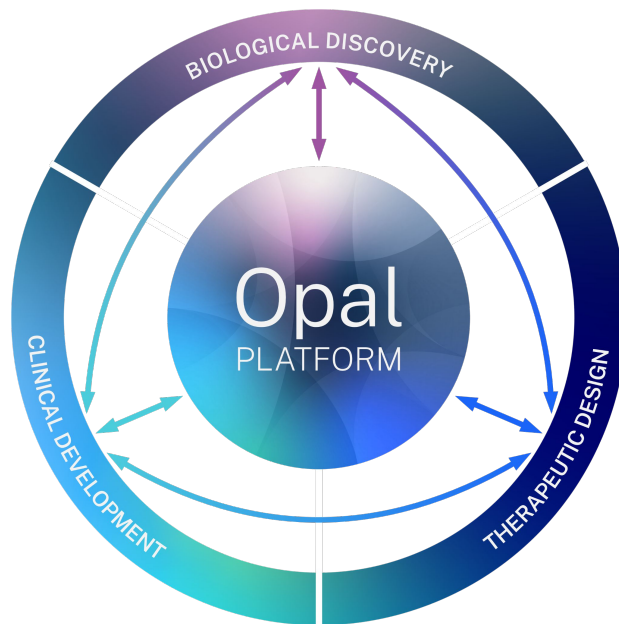 BIOLOGICAL DISCOVERY
Opal
PLATFORM
CLINICAL DEVELOPMENT
THERAPEUTIC DESIGN